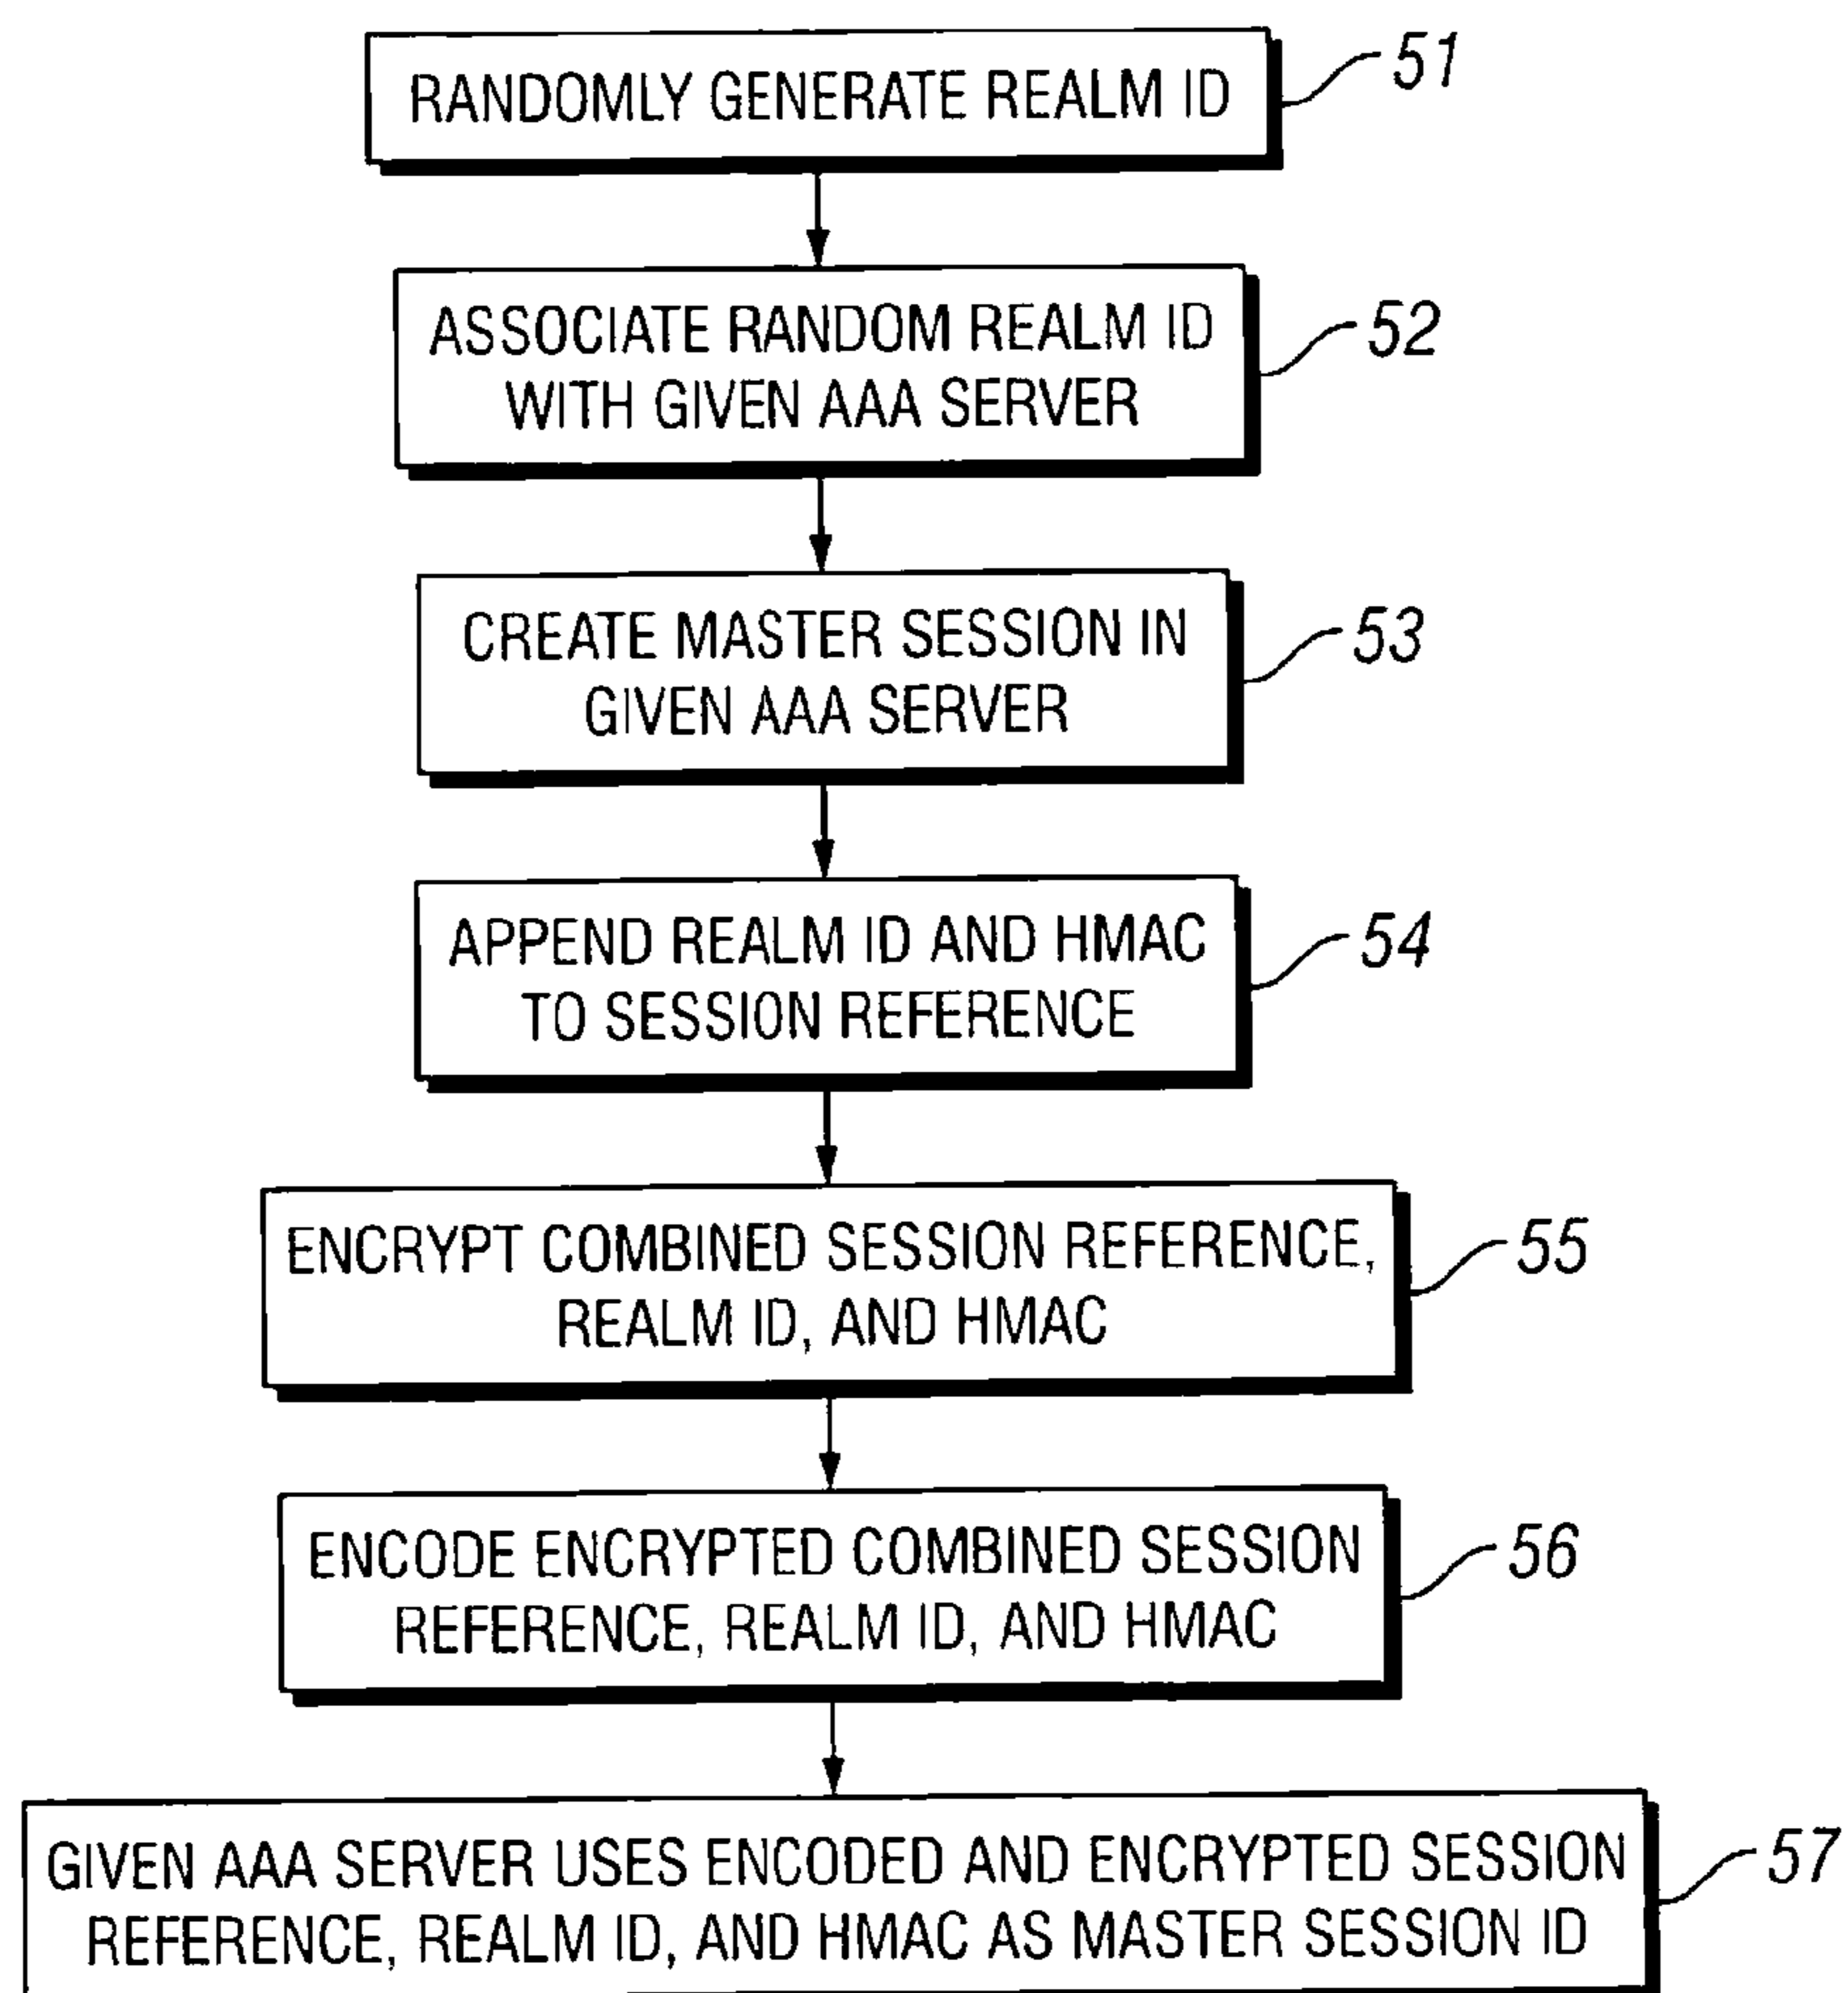 RANDOMLY GENERATE REALM ID
51
ASSOCIATE RANDOM REALM ID
WITH GIVEN AAA SERVER
52
CREATE MASTER SESSION IN
GIVEN AAA SERVER
53
APPEND REALM ID AND HMAC
TO SESSION REFERENCE
54
ENCRYPT COMBINED SESSION REFERENCE,
REALM ID, AND HMAC
55
ENCODE ENCRYPTED COMBINED SESSION
REFERENCE, REALM ID, AND HMAC
56
GIVEN AAA SERVER USES ENCODED AND ENCRYPTED SESSION
REFERENCE, REALM ID, AND HMAC AS MASTER SESSION ID
57